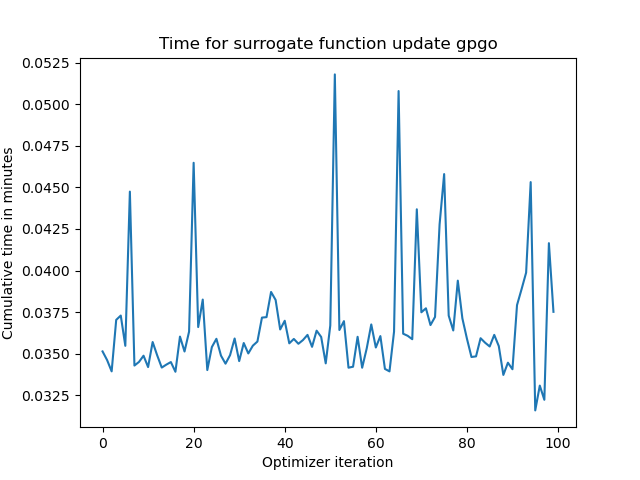 Time for surrogate function update gpgo
0.0525
0.0500
0.0475
0.0450
0.0425
0.0400
0.0375
0.0350
0.0325
Cumulative time in minutes
0 20 40 60 80 100
Optimizer iteration